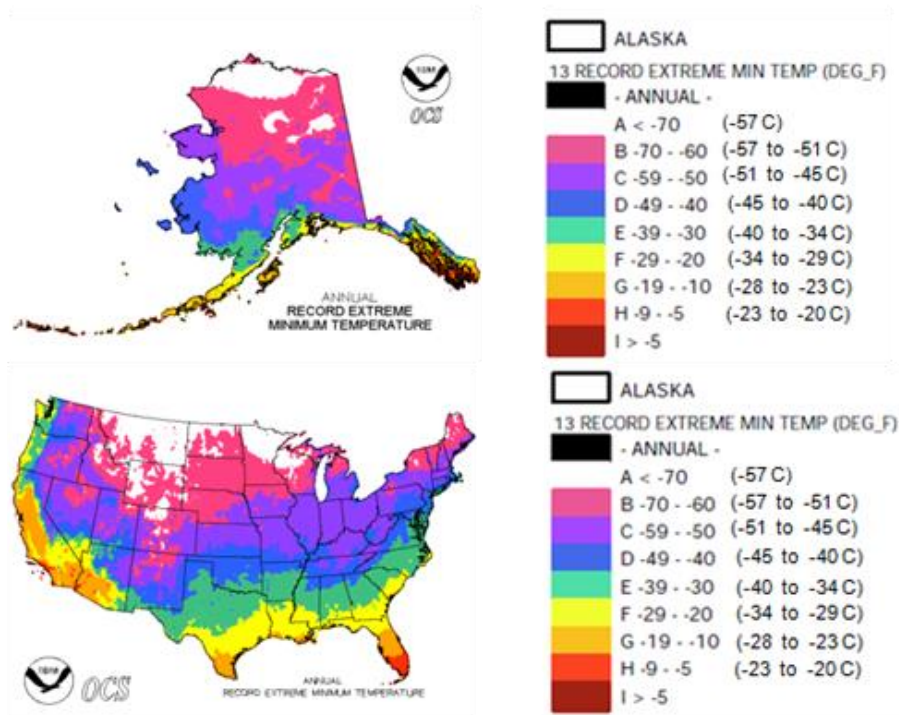 OCS
ANNUAL
RECORD EXTREME
MINIMUM TEMPERATURE
ALASKA
13 RECORD EXTREME MIN TEMP (DEG_F)
- ANNUAL -
A < -70 (-57 C)
B -70 - -60 (-57 to -51 C)
C -59 - -50 (-51 to -45 C)
D -49 - -40 (-45 to -40 C)
E -39 - -30 (-40 to -34 C)
F -29 - -20 (-34 to -29 C)
G -19 - -10 (-28 to -23 C)
H -9 - -5 (-23 to -20 C)
I > -5
OCS
ANNUAL
RECORD EXTREME MINIMUM TEMPERATURE
ALASKA
13 RECORD EXTREME MIN TEMP (DEG_F)
- ANNUAL -
A < -70 (-57 C)
B -70 - -60 (-57 to -51 C)
C -59 - -50 (-51 to -45 C)
D -49 - -40 (-45 to -40 C)
E -39 - -30 (-40 to -34 C)
F -29 - -20 (-34 to -29 C)
G -19 - -10 (-28 to -23 C)
H -9 - -5 (-23 to -20 C)
I > -5